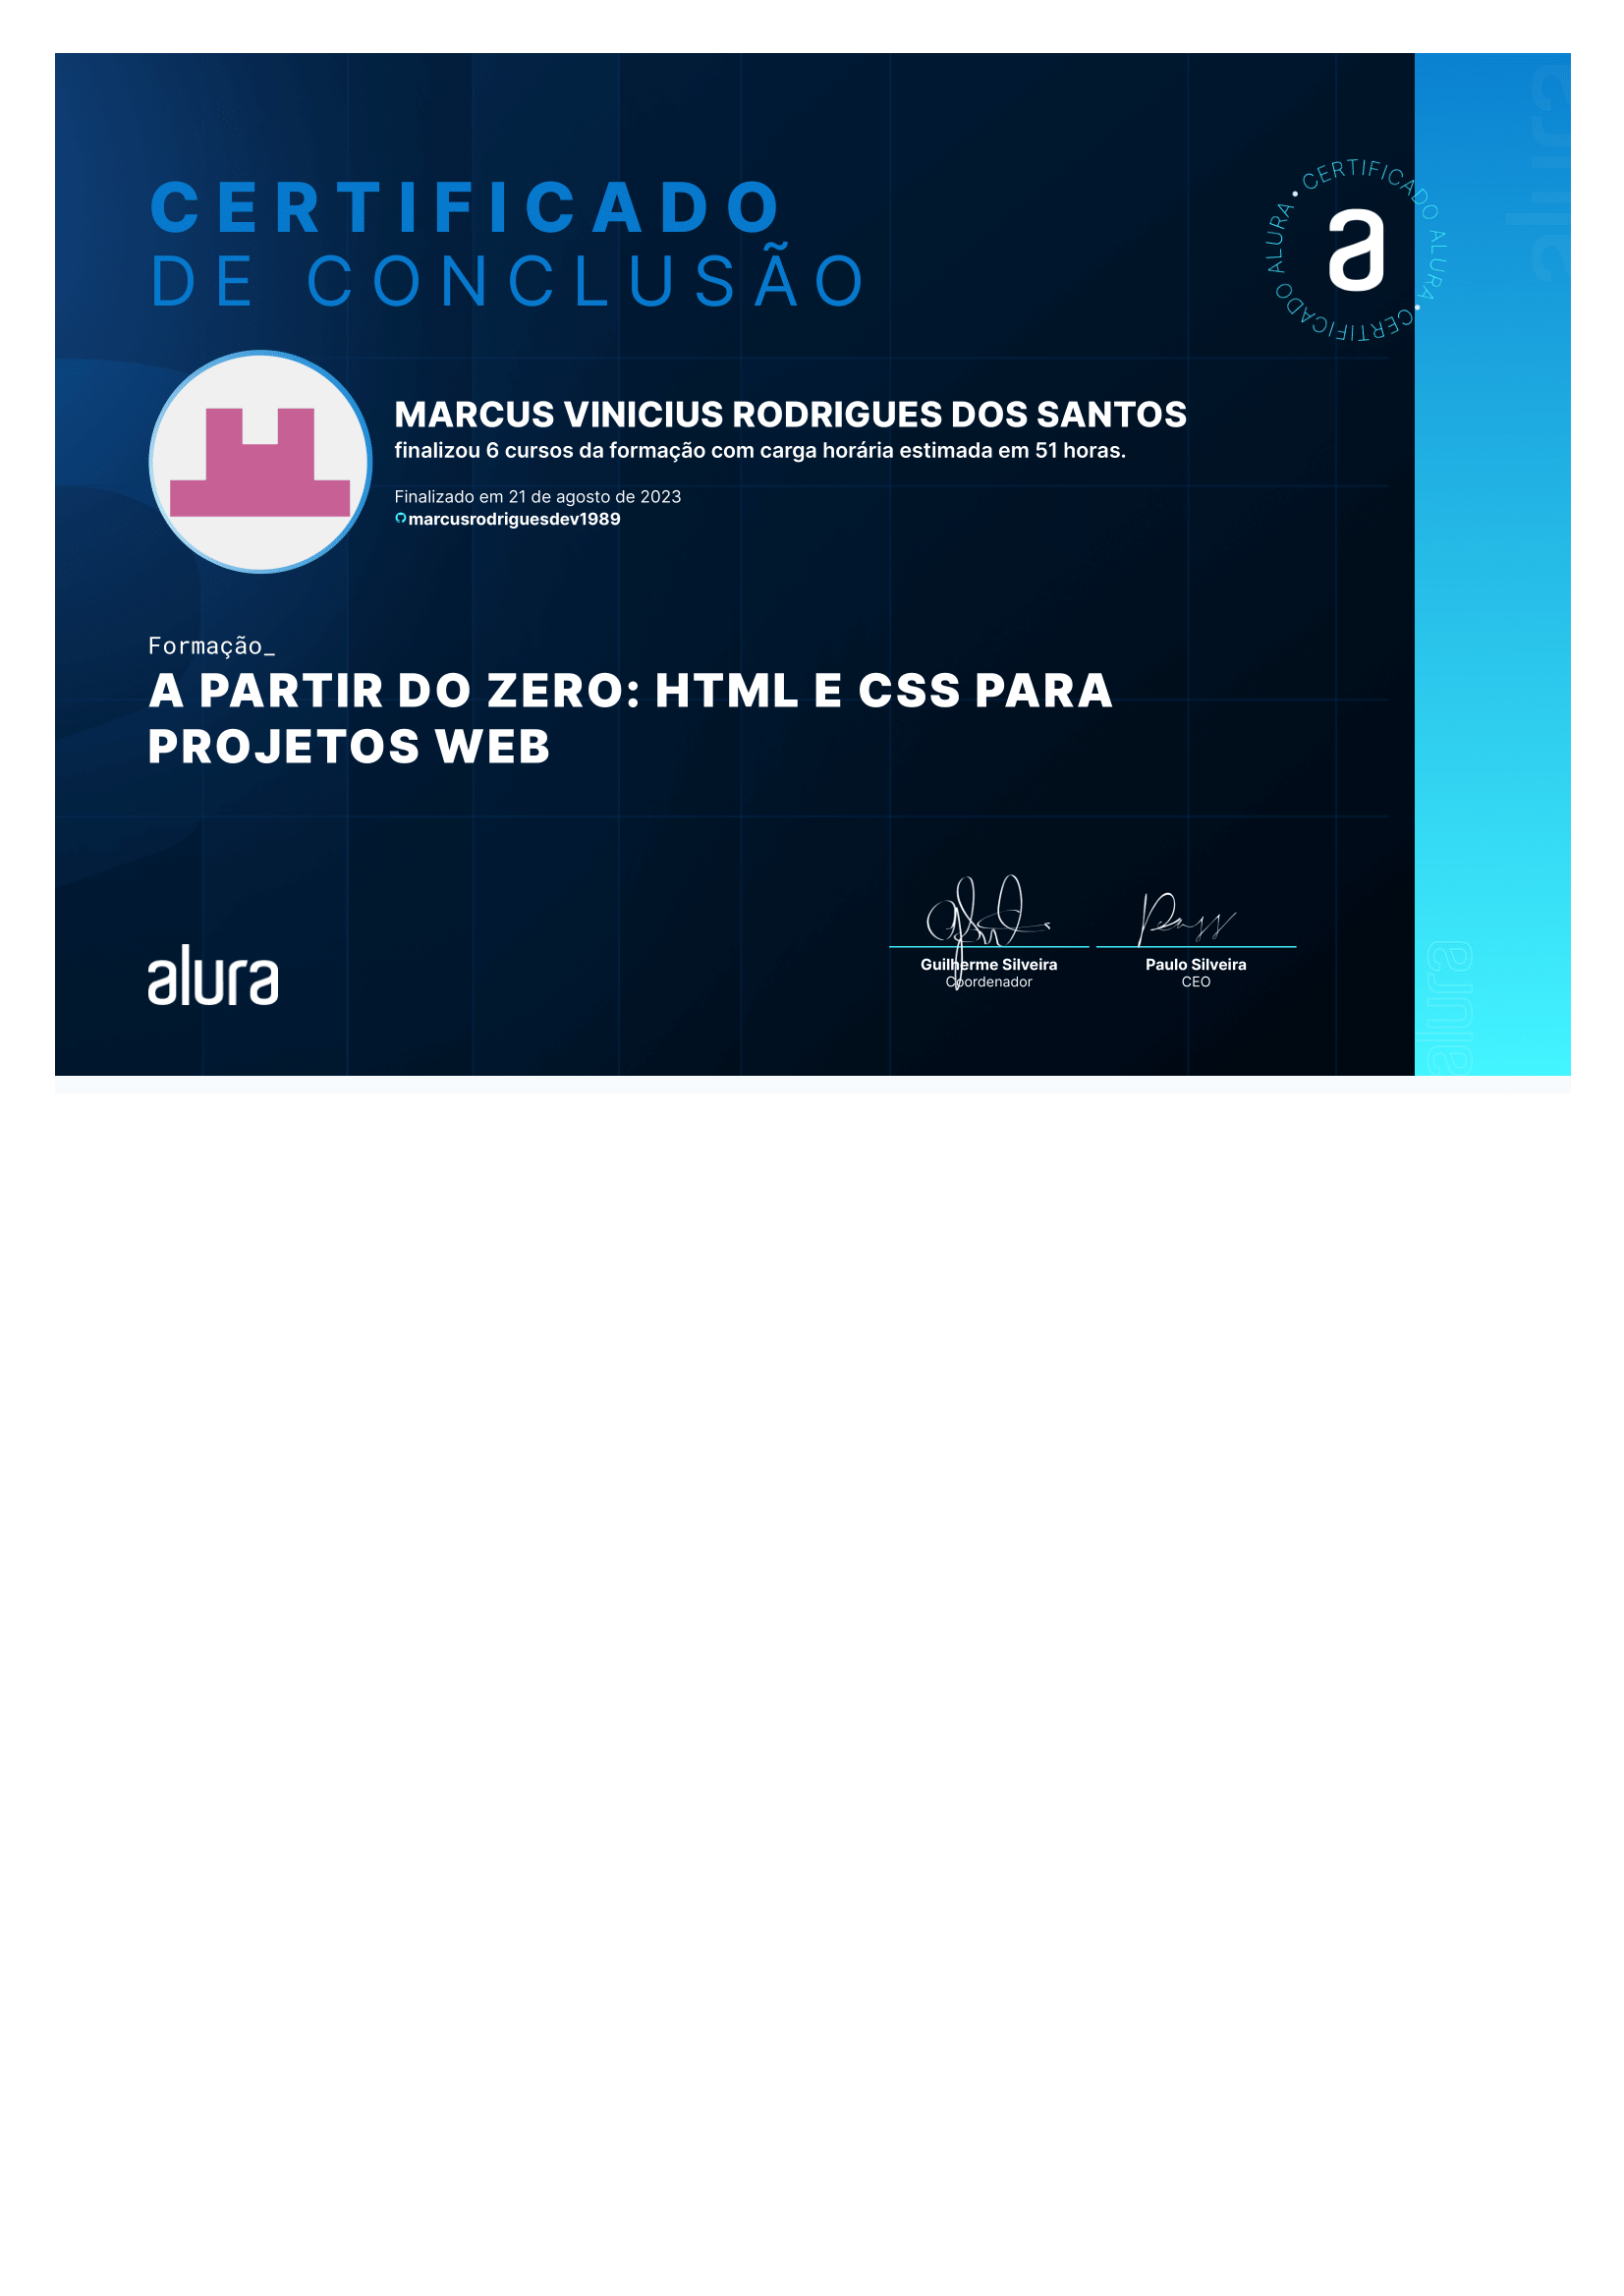 CERTIFICADO
DE CONCLUSÃO
CERTIFICADO ALURA • CERTIFICADO ALURA •
a
alura
MARCUS VINICIUS RODRIGUES DOS SANTOS
finalizou 6 cursos da formação com carga horária estimada em 51 horas.
Finalizado em 21 de agosto de 2023
marcusrodriguesdev1989
Formação_
A PARTIR DO ZERO: HTML E CSS PARA
PROJETOS WEB
alura
Guilherme Silveira
Coordenador
Paulo Silveira
CEO
alura